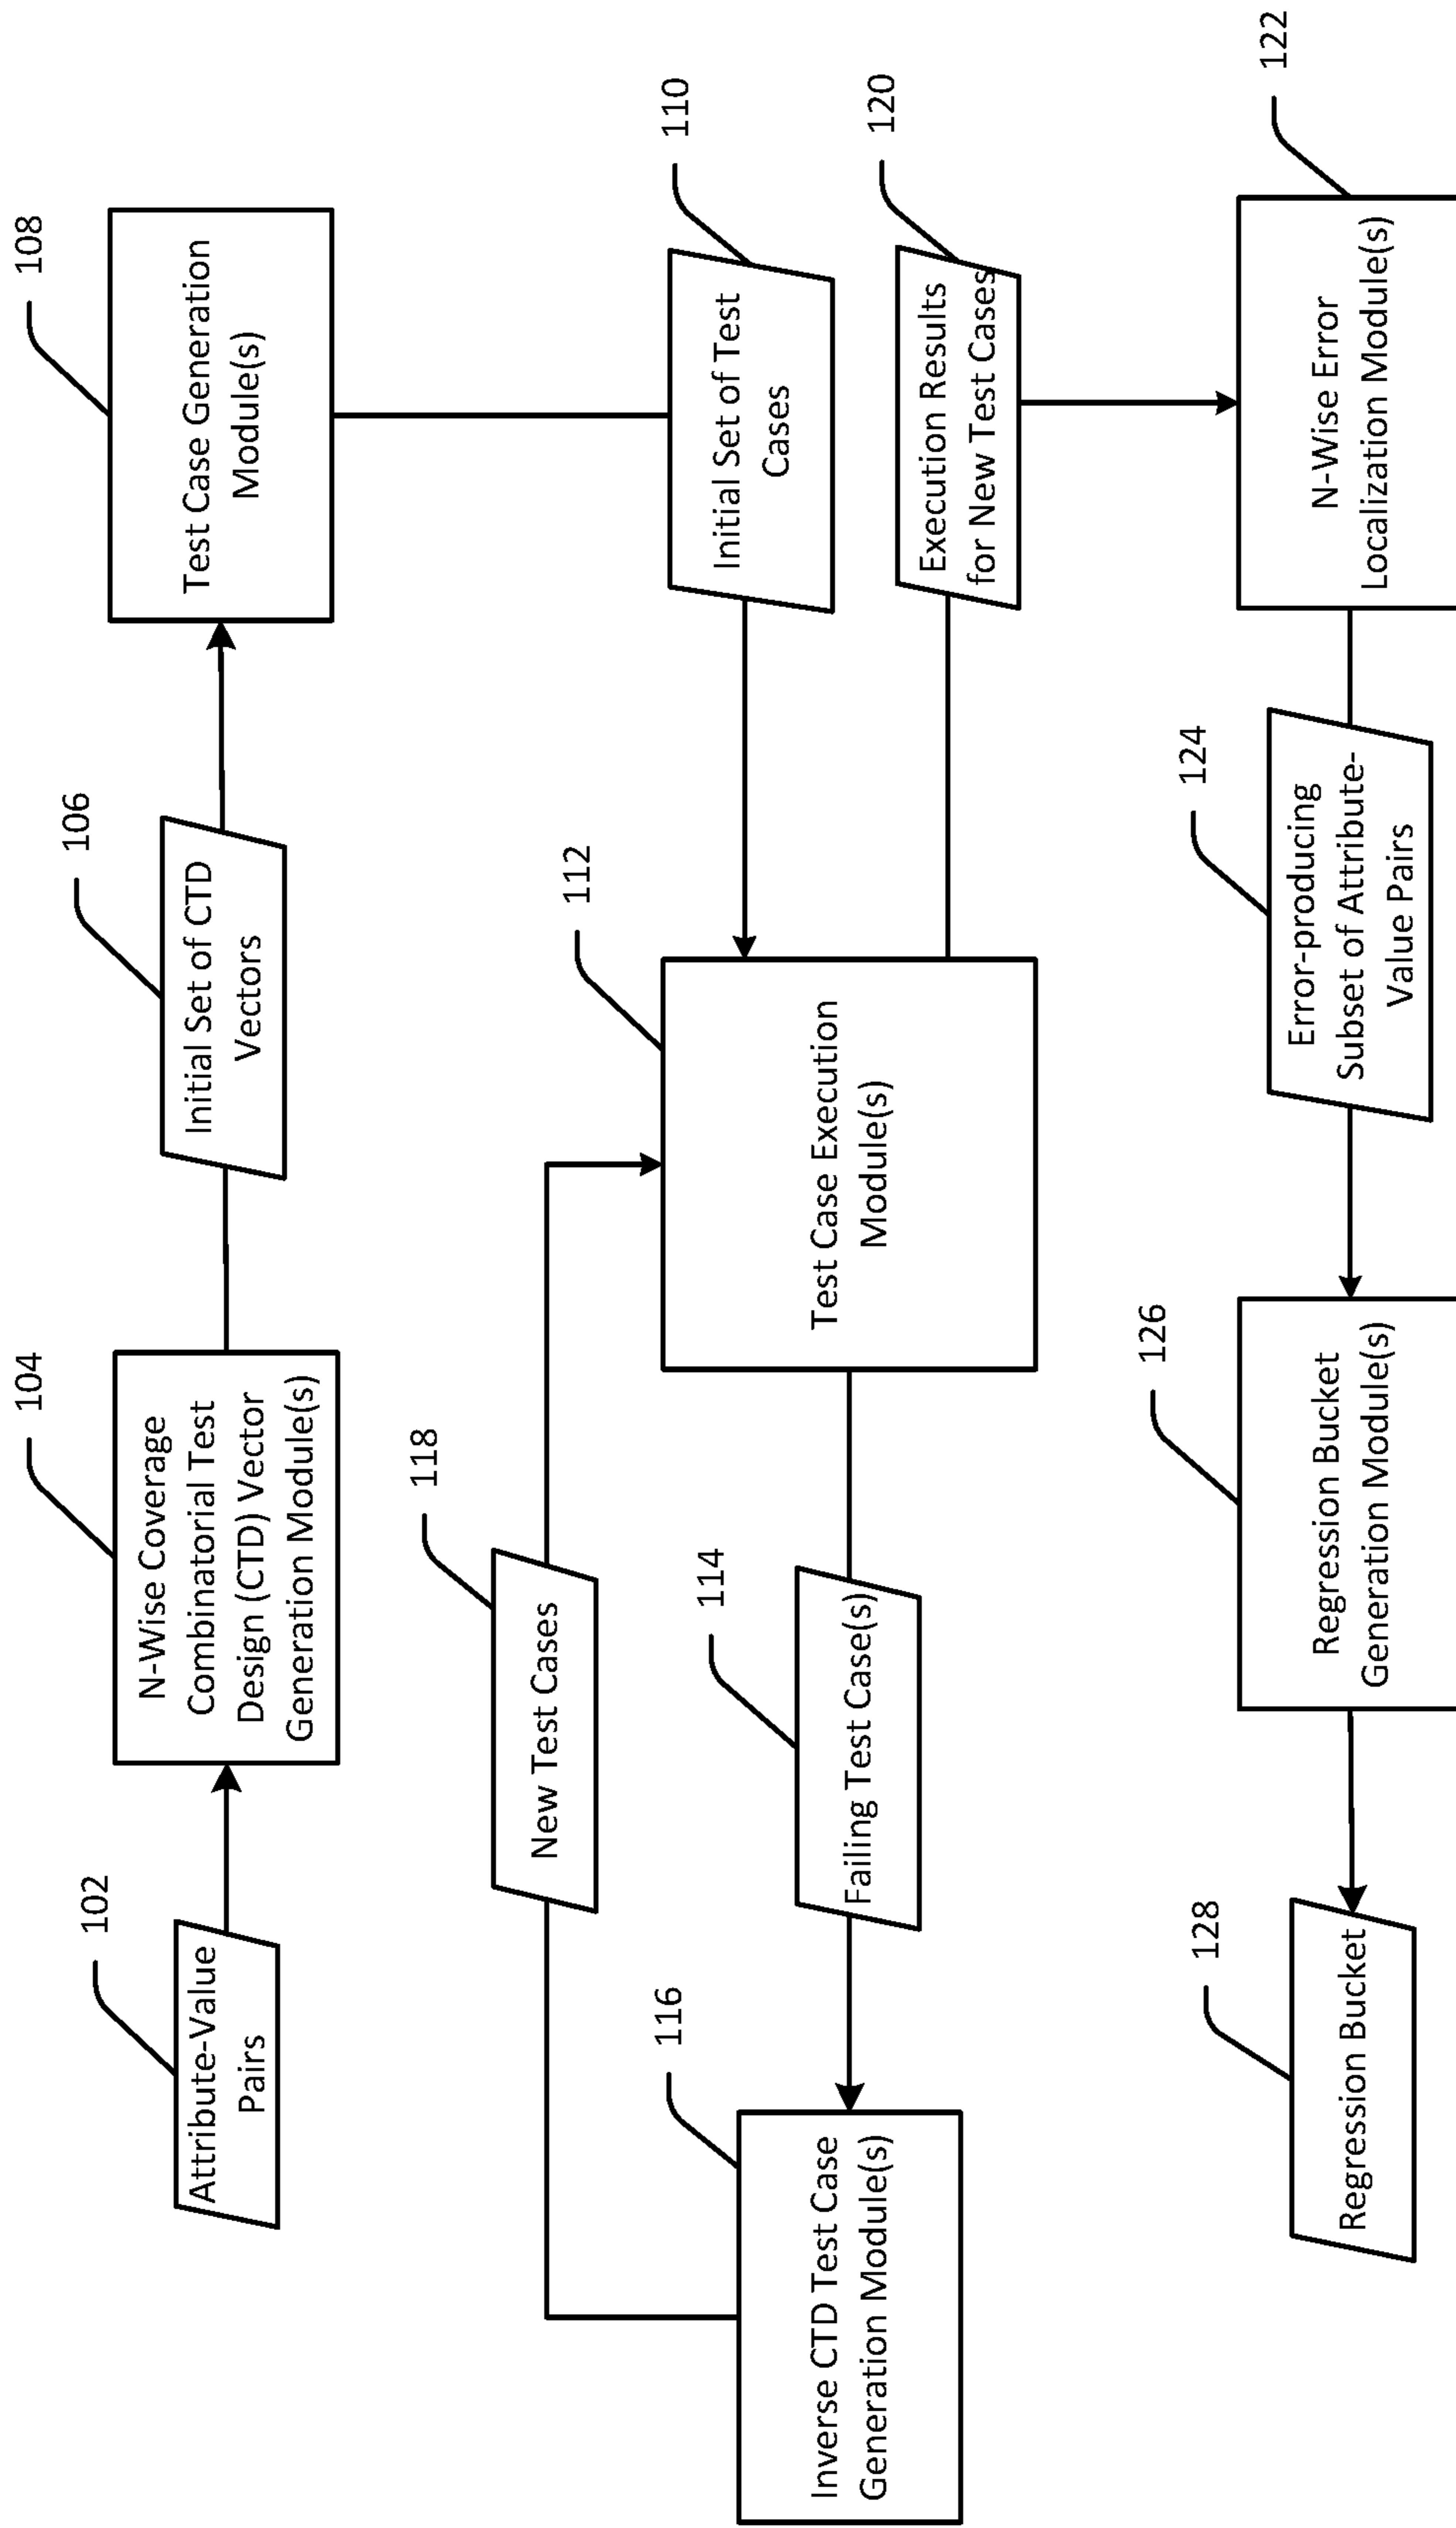 102
Attribute-Value
Pairs
104
N-Wise Coverage
Combinatorial Test
Design (CTD) Vector
Generation Module(s)
106
Initial Set of CTD
Vectors
108
Test Case Generation
Module(s)
110
Initial Set of Test
Cases
112
Test Case Execution
Module(s)
118
New Test Cases
114
Failing Test Case(s)
116
Inverse CTD Test Case
Generation Module(s)
120
Execution Results
for New Test Cases
122
N-Wise Error
Localization Module(s)
124
Error-producing
Subset of Attribute-
Value Pairs
126
Regression Bucket
Generation Module(s)
128
Regression Bucket